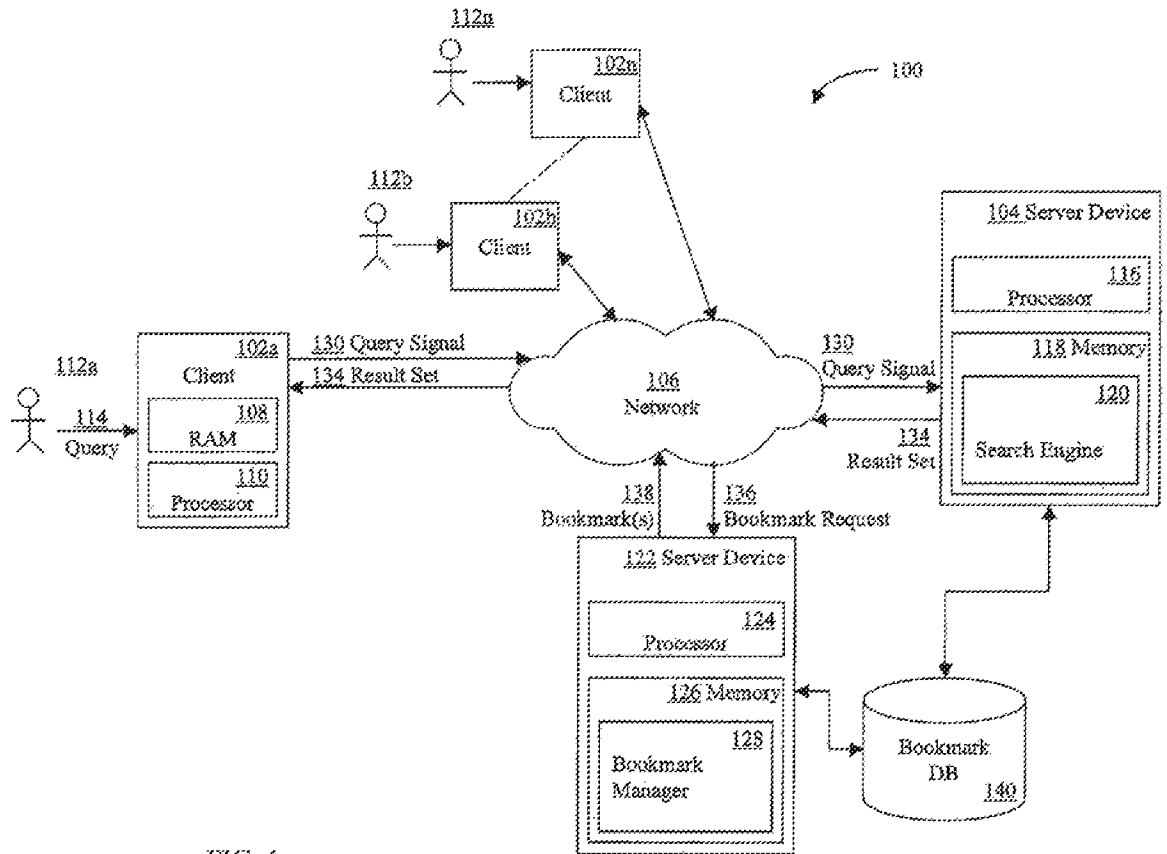 112n
102n
Client
100
112b
102b
Client
104 Server Device
116
Processor
118 Memory
120
Search Engine
112a
114
Query
102a
Client
108
RAM
110
Processor
130 Query Signal
134 Result Set
106
Network
130
Query Signal
134
Result Set
138
Bookmark(s)
136
Bookmark Request
122 Server Device
124
Processor
126 Memory
128
Bookmark
Manager
Bookmark
DB
140